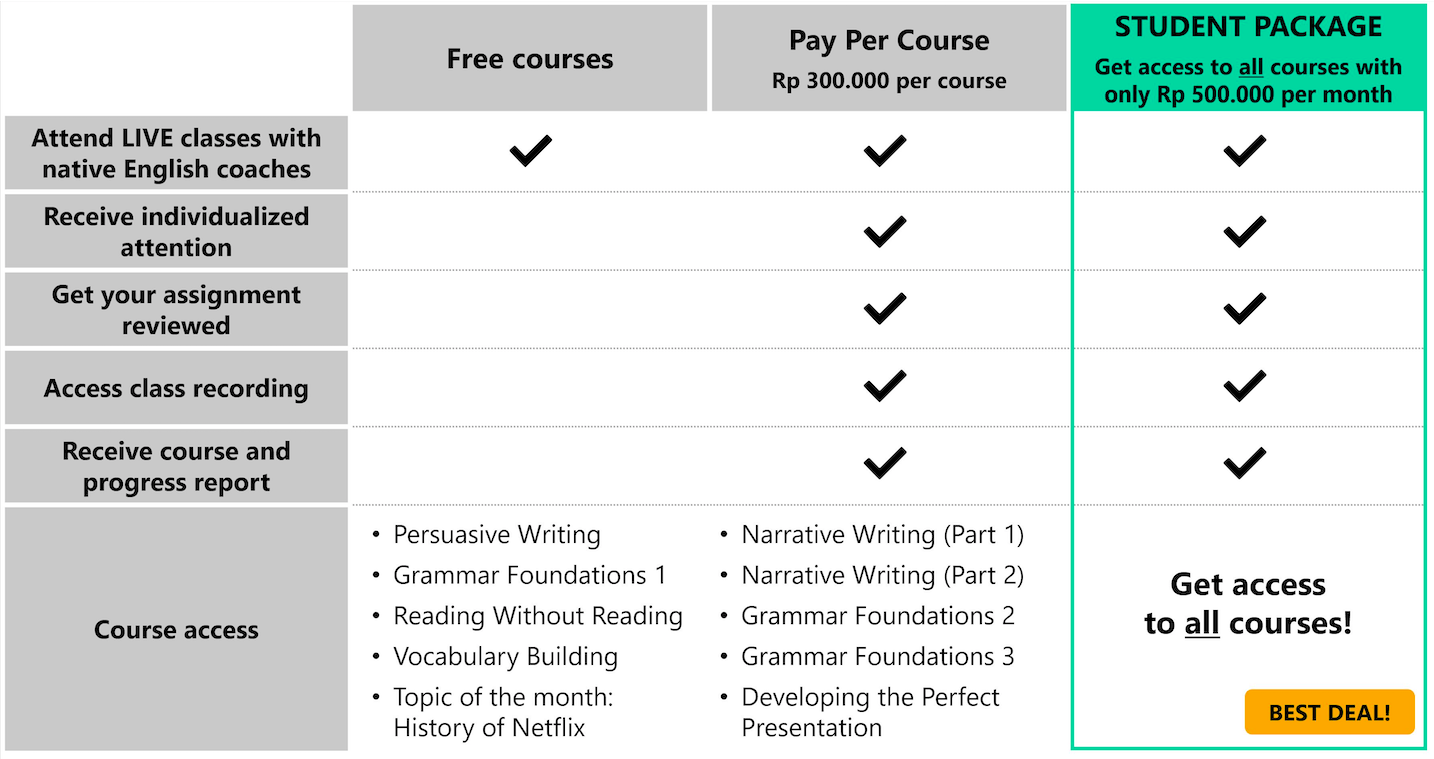 Free courses
Pay Per Course
Rp 300.000 per course
STUDENT PACKAGE
Get access to all courses with
only Rp 500.000 per month
Attend LIVE classes with
native English coaches
Receive individualized
attention
Get your assignment
reviewed
Access class recording
Receive course and
progress report
Course access
• Persuasive Writing
• Grammar Foundations 1
• Reading Without Reading
• Vocabulary Building
• Topic of the month:
History of Netflix
• Narrative Writing (Part 1)
• Narrative Writing (Part 2)
• Grammar Foundations 2
• Grammar Foundations 3
• Developing the Perfect
Presentation
Get access
to all courses!
BEST DEAL!